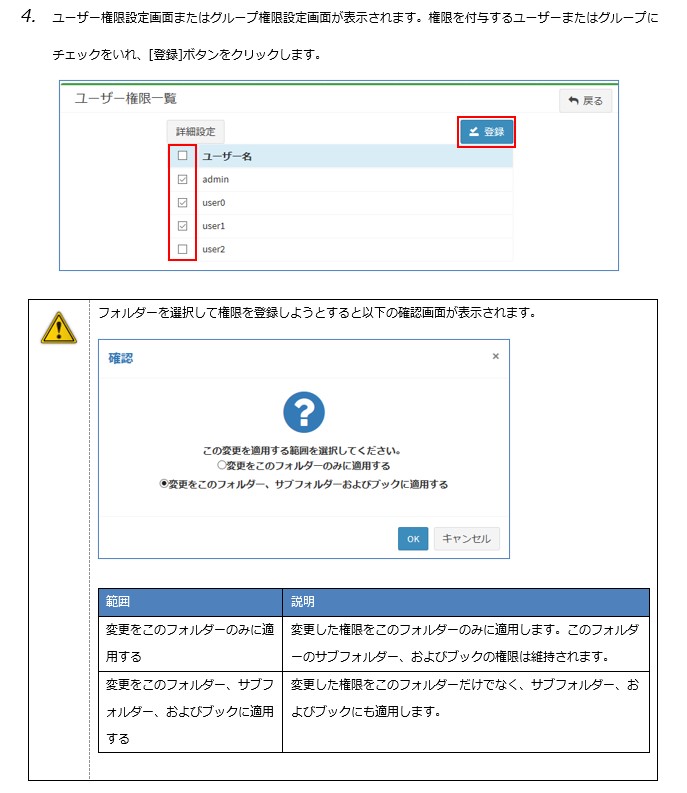 4. ユーザー権限設定画面またはグループ権限設定画面が表示されます。権限を付与するユーザーまたはグループに
チェックをいれ、[登録]ボタンをクリックします。
ユーザー権限一覧
戻る
詳細設定
登録
ユーザー名
admin
user0
user1
user2
フォルダーを選択して権限を登録しようとすると以下の確認画面が表示されます。
確認
×
?
この変更を適用する範囲を選択してください。
変更をこのフォルダーのみに適用する
変更をこのフォルダー、サブフォルダーおよびブックに適用する
OK
キャンセル
範囲
説明
変更をこのフォルダーのみに適
用する
変更した権限をこのフォルダーのみに適用します。このフォルダ
ーのサブフォルダー、およびブックの権限は維持されます。
変更をこのフォルダー、サブフ
ォルダー、およびブックに適用
する
変更した権限をこのフォルダーだけでなく、サブフォルダー、お
よびブックにも適用します。